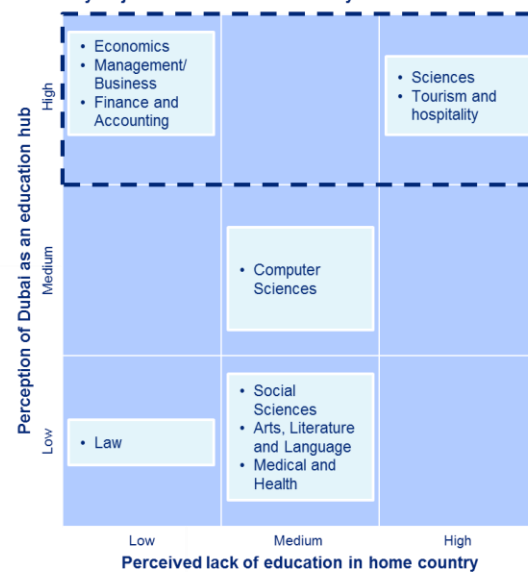 Perception of Dubai as an education hub
High
Medium
Low
• Economics
• Management/
Business
• Finance and
Accounting
• Sciences
• Tourism and
hospitality
• Computer
Sciences
• Law
• Social
Sciences
• Arts, Literature
and Language
• Medical and
Health
Low
Medium
High
Perceived lack of education in home country